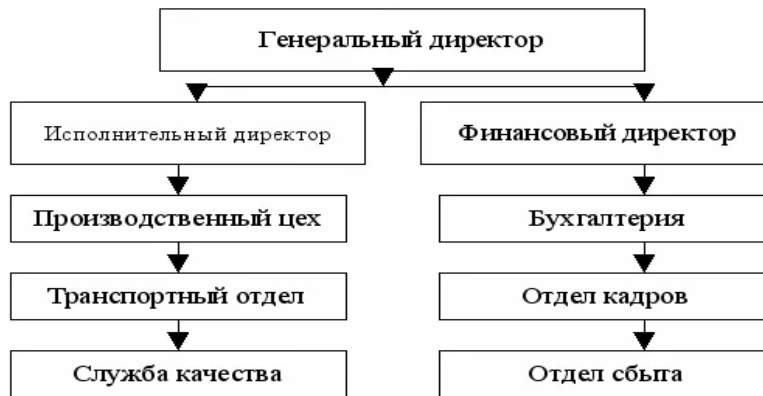 Генеральный директор
Исполнительный директор
Финансовый директор
Производственный цех
Бухгалтерия
Транспортный отдел
Отдел кадров
Служба качества
Отдел сбыта